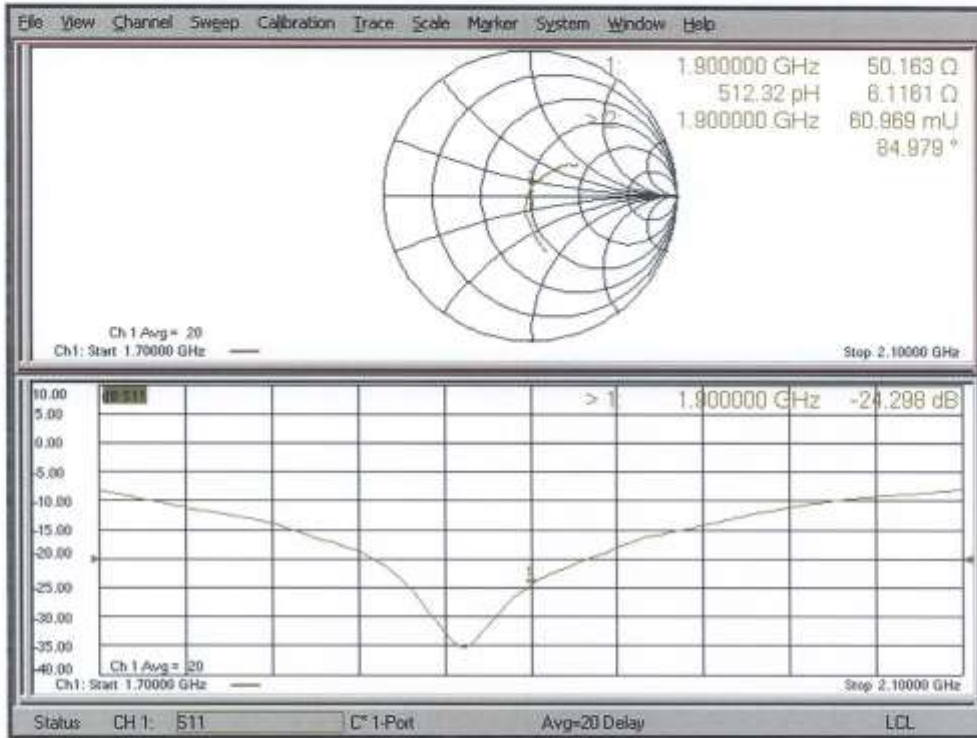 File View Channel Sweep Calibration Trace Scale Marker System Window Help
1: 1.900000 GHz 50.163 Ω
512.32 pH 6.1161 Ω
> 2: 1.900000 GHz 60.969 mU
84.979 °
Ch 1 Avg = 20
Ch1: Start 1.70000 GHz Stop 2.10000 GHz
10.00 dB S11 > 1: 1.900000 GHz -24.298 dB
5.00
0.00
-5.00
-10.00
-15.00
-20.00
-25.00
-30.00
-35.00
-40.00 Ch 1 Avg = 20
Ch1: Start 1.70000 GHz Stop 2.10000 GHz
Status CH 1: S11 C* 1-Port Avg=20 Delay LCL